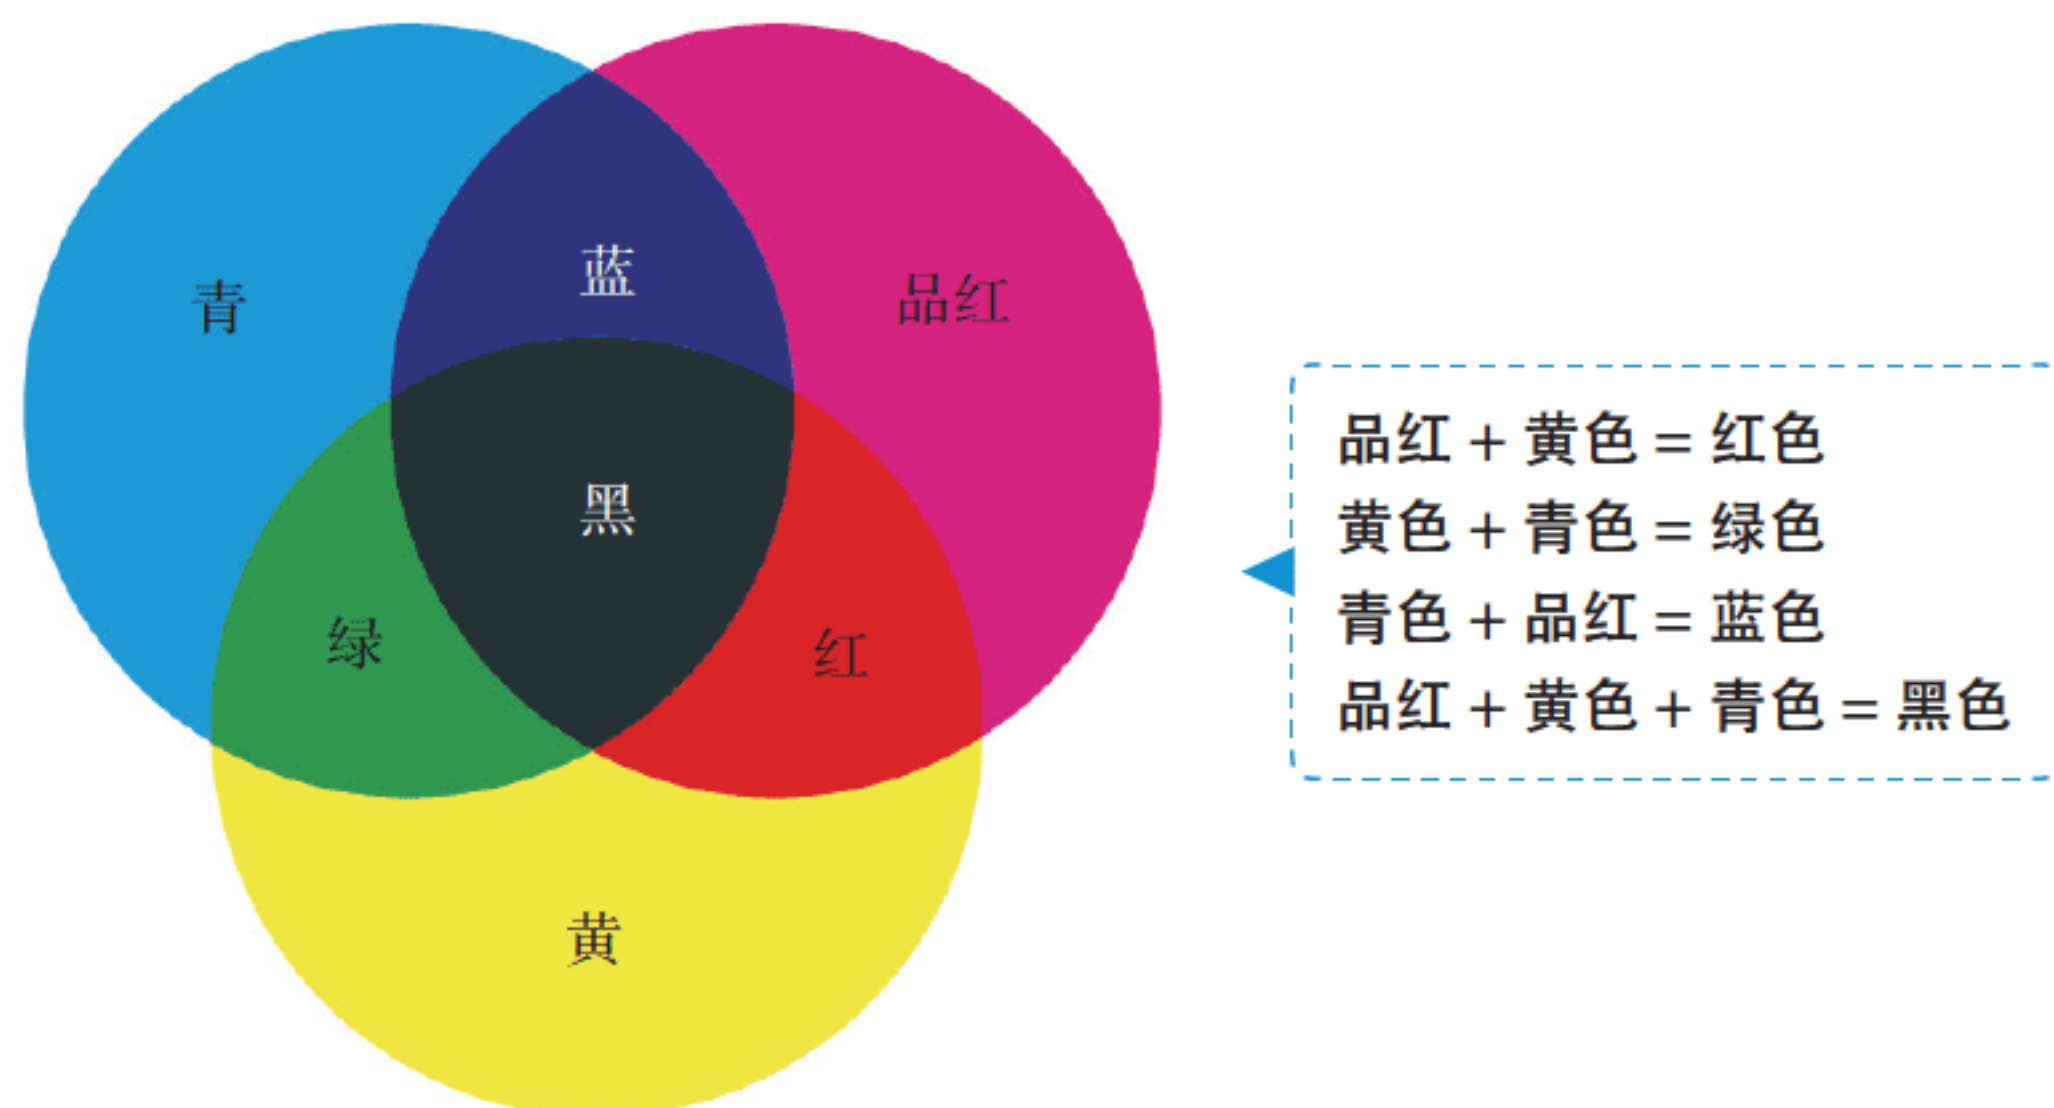 青
蓝
品红
黑
绿
红
黄
品红 + 黄色 = 红色
黄色 + 青色 = 绿色
青色 + 品红 = 蓝色
品红 + 黄色 + 青色 = 黑色